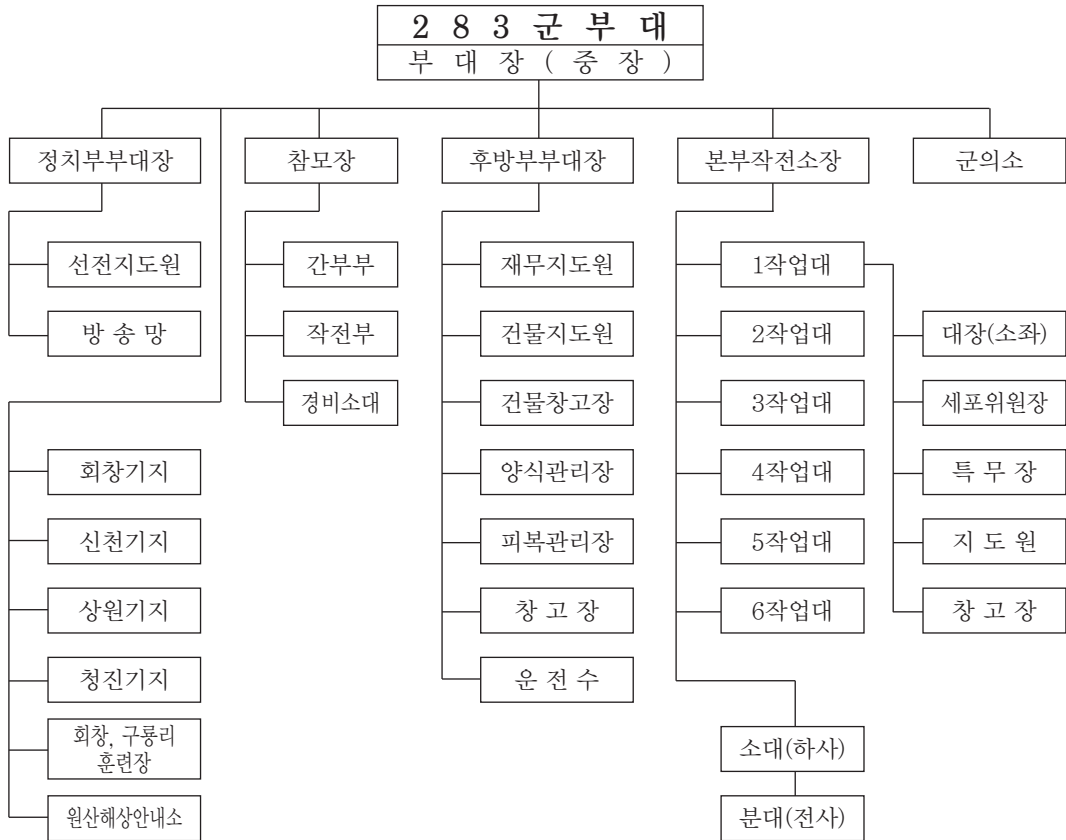 2 8 3 군 부 대
부 대 장 ( 중 장 )
정치부부대장
참모장
후방부부대장
본부작전소장
군의소
선전지도원
방 송 망
간부부
작전부
경비소대
재무지도원
건물지도원
건물창고장
양식관리장
피복관리장
창 고 장
운 전 수
1작업대
2작업대
3작업대
4작업대
5작업대
6작업대
대장(소좌)
세포위원장
특 무 장
지 도 원
창 고 장
소대(하사)
분대(전사)
회창기지
신천기지
상원기지
청진기지
회창, 구룡리
훈련장
원산해상안내소